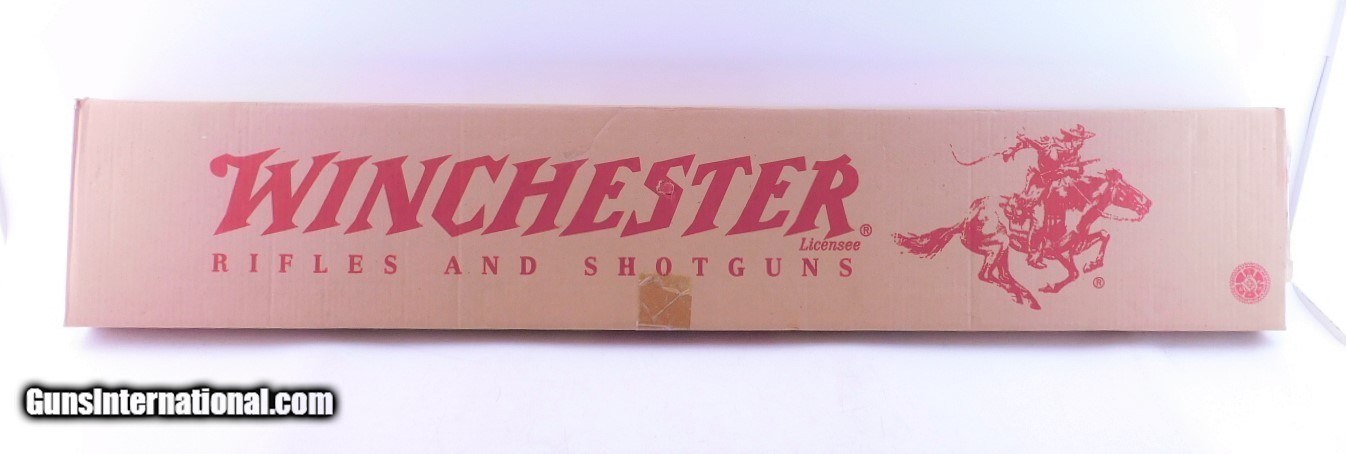 WINCHESTER®
Licensee
RIFLES AND SHOTGUNS
®
GunsInternational.com